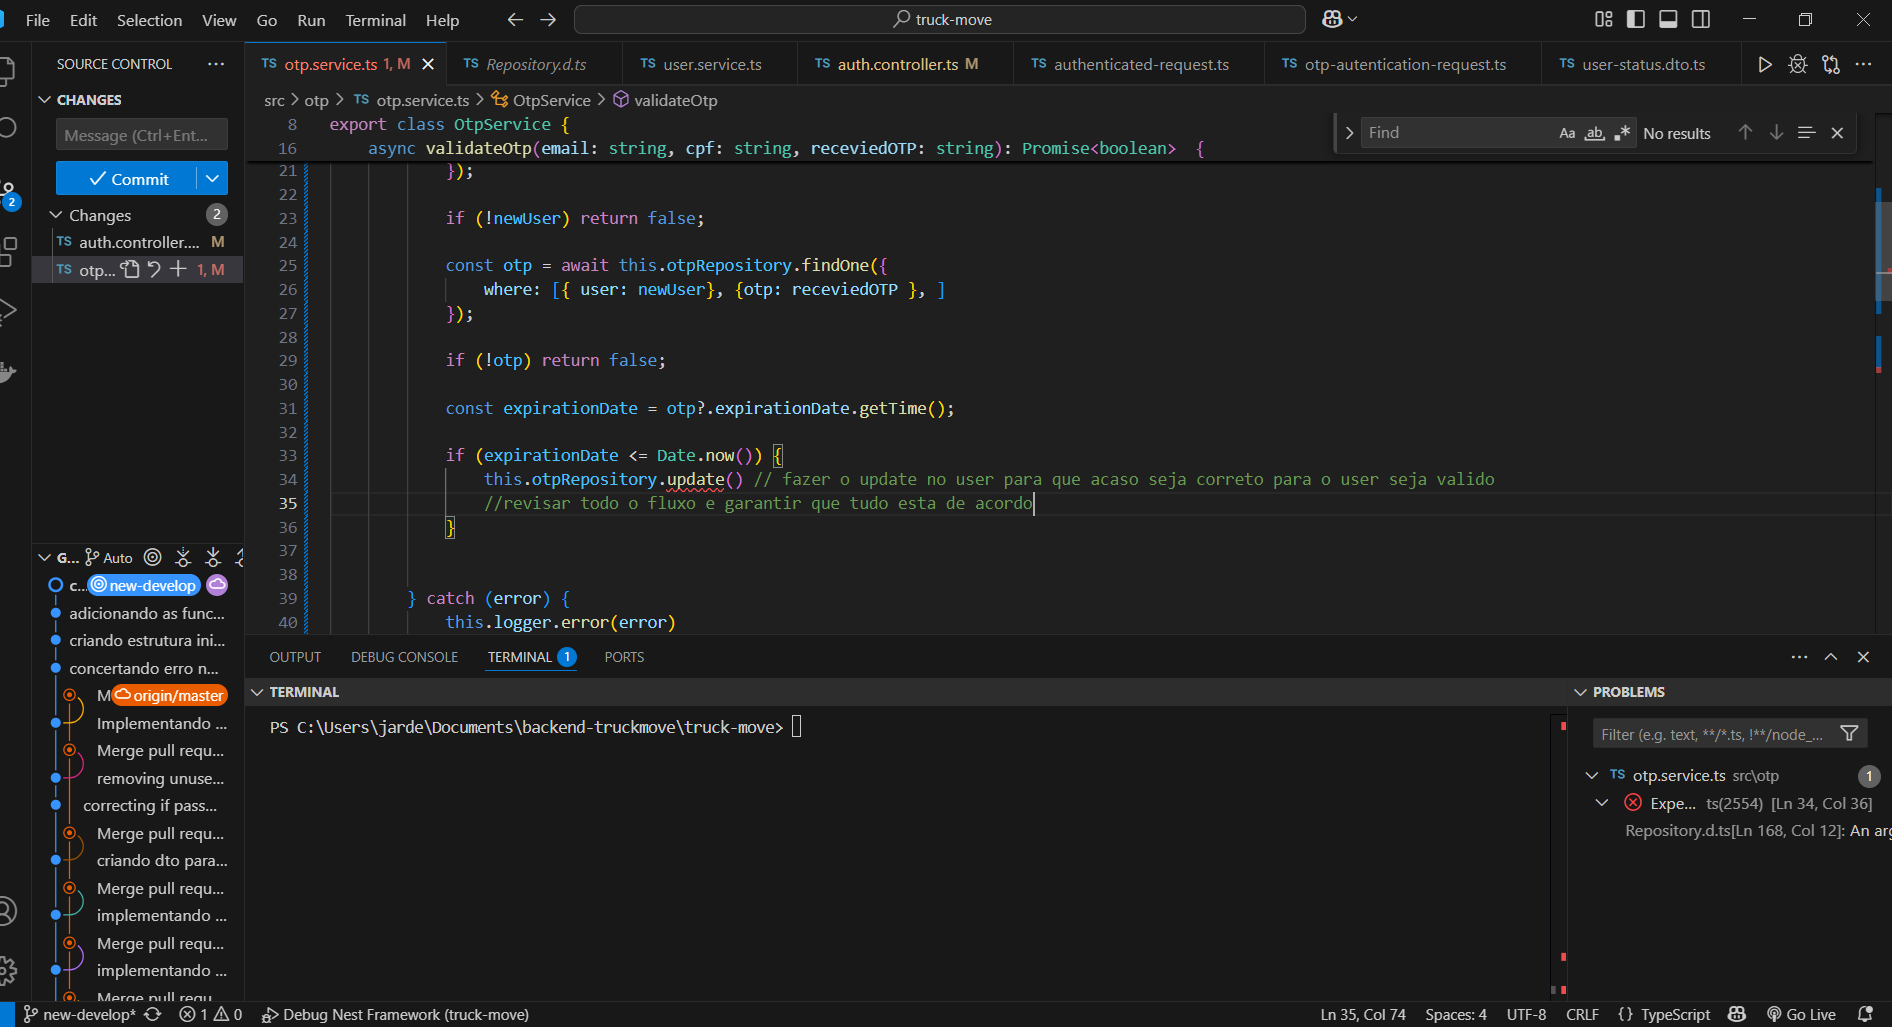 File Edit Selection View Go Run Terminal Help
truck-move
SOURCE CONTROL
CHANGES
Message (Ctrl+Ent...
Commit
Changes 2
TS auth.controller.... M
TS otp... 1, M
2
TS otp.service.ts 1, M
TS Repository.d.ts
TS user.service.ts
TS auth.controller.ts M
TS authenticated-request.ts
TS otp-autentication-request.ts
TS user-status.dto.ts
src > otp > TS otp.service.ts > OtpService > validateOtp
Find Aa ab No results
8 export class OtpService {
16 async validateOtp(email: string, cpf: string, receviedOTP: string): Promise<boolean> {
21 });
22
23 if (!newUser) return false;
24
25 const otp = await this.otpRepository.findOne({
26 where: [{ user: newUser}, {otp: receviedOTP }, ]
27 });
28
29 if (!otp) return false;
30
31 const expirationDate = otp?.expirationDate.getTime();
32
33 if (expirationDate <= Date.now()) {
34 this.otpRepository.update() // fazer o update no user para que acaso seja correto para o user seja valido
35 //revisar todo o fluxo e garantir que tudo esta de acordo
36 }
37
38
39 } catch (error) {
40 this.logger.error(error)
G... Auto
c... new-develop
adicionando as func...
criando estrutura ini...
concertando erro n...
M origin/master
Implementando ...
Merge pull requ...
removing unuse...
correcting if pass...
Merge pull requ...
criando dto para...
Merge pull requ...
implementando ...
Merge pull requ...
implementando ...
Merge pull requ...
OUTPUT DEBUG CONSOLE TERMINAL 1 PORTS
TERMINAL
PS C:\Users\jarde\Documents\backend-truckmove\truck-move>
PROBLEMS
Filter (e.g. text, **/*.ts, !**/node_...
TS otp.service.ts src\otp 1
Expe... ts(2554) [Ln 34, Col 36]
Repository.d.ts[Ln 168, Col 12]: An arg
new-develop* 1 0 Debug Nest Framework (truck-move)
Ln 35, Col 74 Spaces: 4 UTF-8 CRLF {} TypeScript Go Live